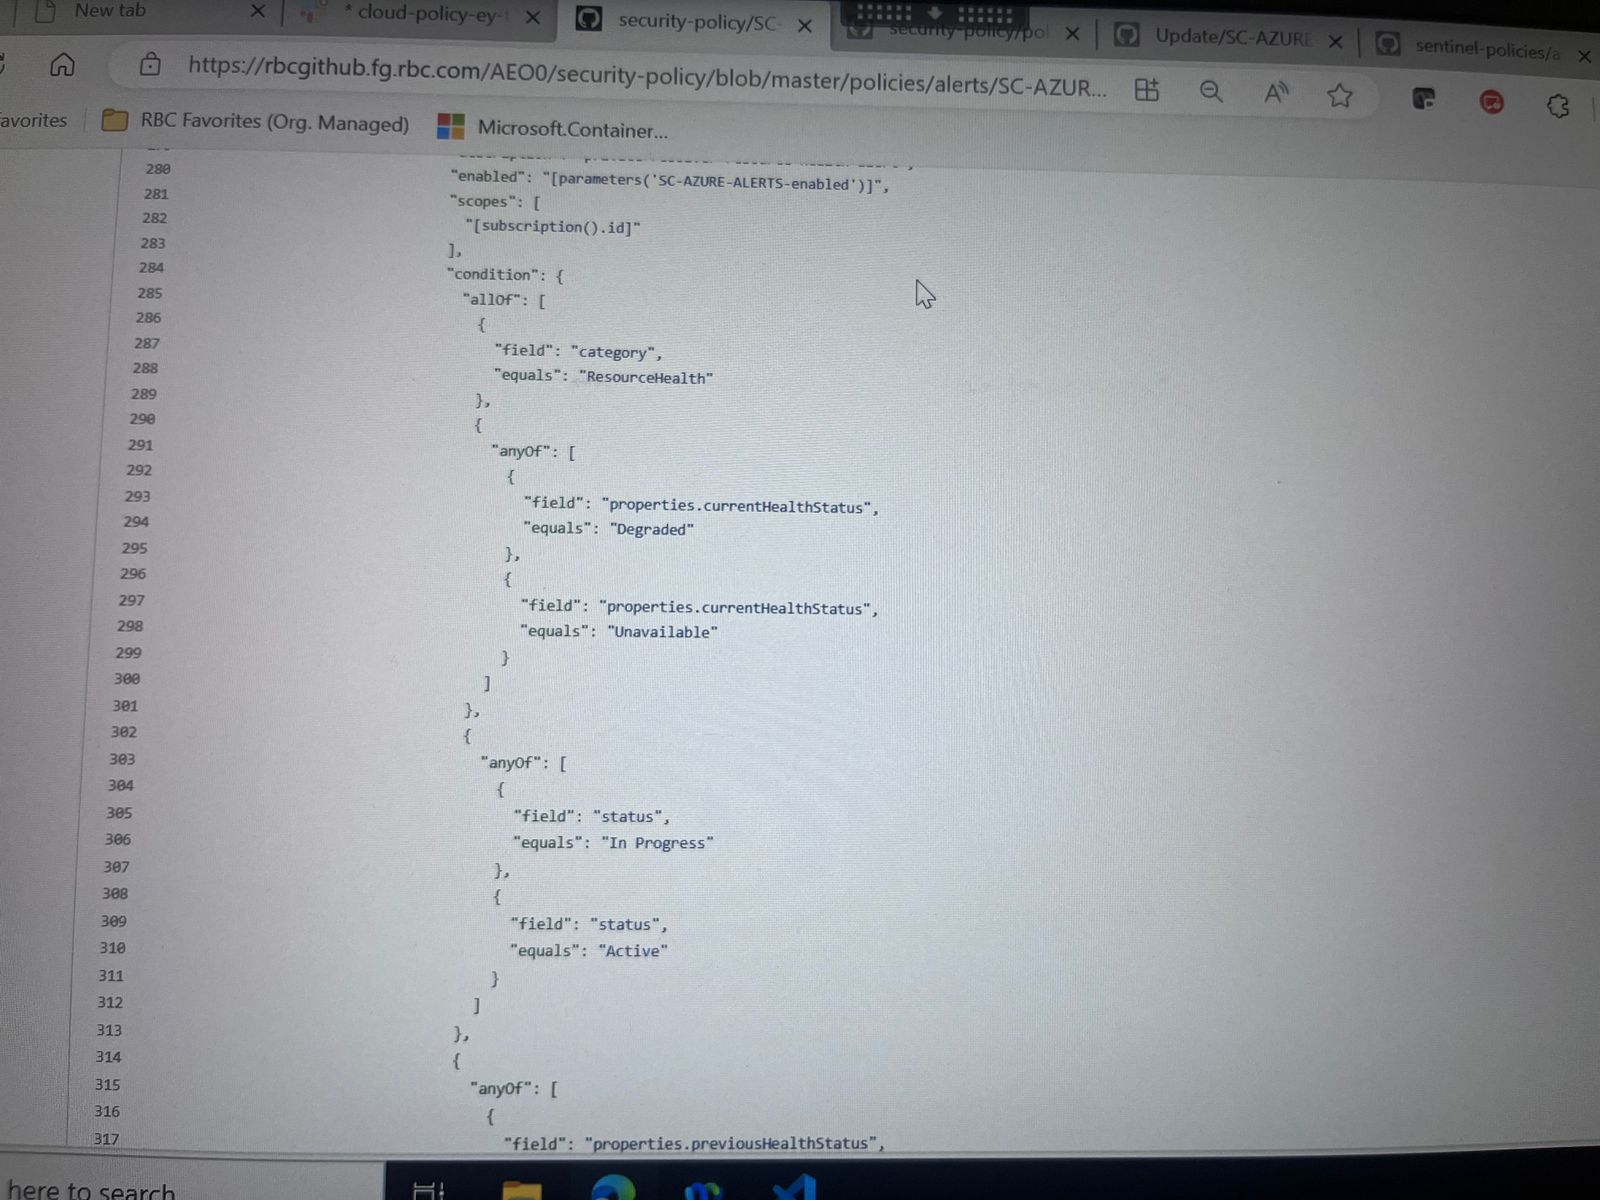 New tab
* cloud-policy-ey-
security-policy/SC-
security-policy/pol
Update/SC-AZURE
sentinel-policies/a
https://rbcgithub.fg.rbc.com/AEO0/security-policy/blob/master/policies/alerts/SC-AZUR...
avorites
RBC Favorites (Org. Managed)
Microsoft.Container...
280 "enabled": "[parameters('SC-AZURE-ALERTS-enabled')]",
281 "scopes": [
282 "[subscription().id]"
283 ],
284 "condition": {
285 "allOf": [
286 {
287 "field": "category",
288 "equals": "ResourceHealth"
289 },
290 {
291 "anyOf": [
292 {
293 "field": "properties.currentHealthStatus",
294 "equals": "Degraded"
295 },
296 {
297 "field": "properties.currentHealthStatus",
298 "equals": "Unavailable"
299 }
300 ]
301 },
302 {
303 "anyOf": [
304 {
305 "field": "status",
306 "equals": "In Progress"
307 },
308 {
309 "field": "status",
310 "equals": "Active"
311 }
312 ]
313 },
314 {
315 "anyOf": [
316 {
317 "field": "properties.previousHealthStatus",
here to search